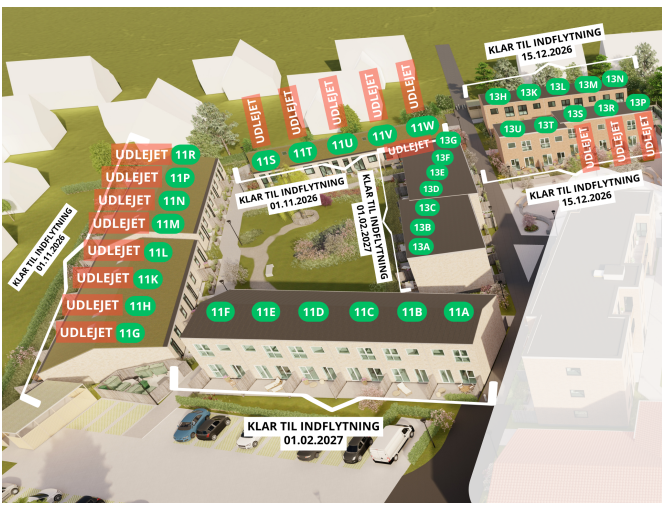 KLAR TIL INDFLYTNING
15.12.2026
13H
13K
13L
13M
13N
13U
13T
13S
13R
13P
UDLEJET
UDLEJET
UDLEJET
KLAR TIL INDFLYTNING
15.12.2026
UDLEJET
UDLEJET
UDLEJET
UDLEJET
UDLEJET
11S
11T
11U
11V
11W
KLAR TIL INDFLYTNING
01.11.2026
UDLEJET 13G
13F
13E
13D
13C
13B
13A
KLAR TIL INDFLYTNING
01.02.2027
UDLEJET 11R
UDLEJET 11P
UDLEJET 11N
UDLEJET 11M
UDLEJET 11L
UDLEJET 11K
UDLEJET 11H
UDLEJET 11G
KLAR TIL INDFLYTNING
01.11.2026
11F 11E 11D 11C 11B 11A
KLAR TIL INDFLYTNING
01.02.2027